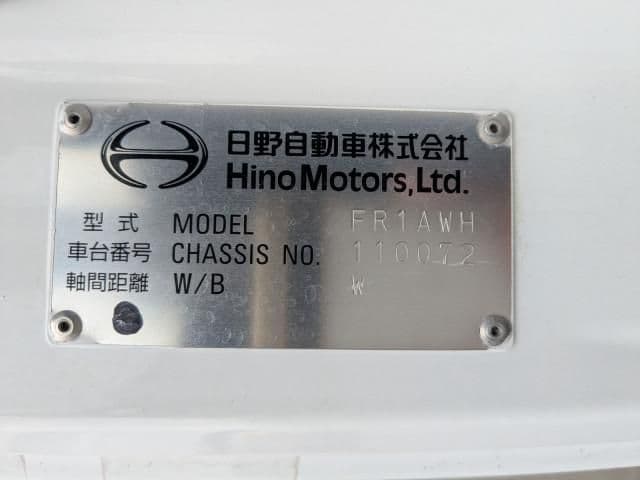 日野自動車株式会社
Hino Motors, Ltd.
型式 MODEL FR1AWH
車台番号 CHASSIS NO. 110072
軸間距離 W/B W